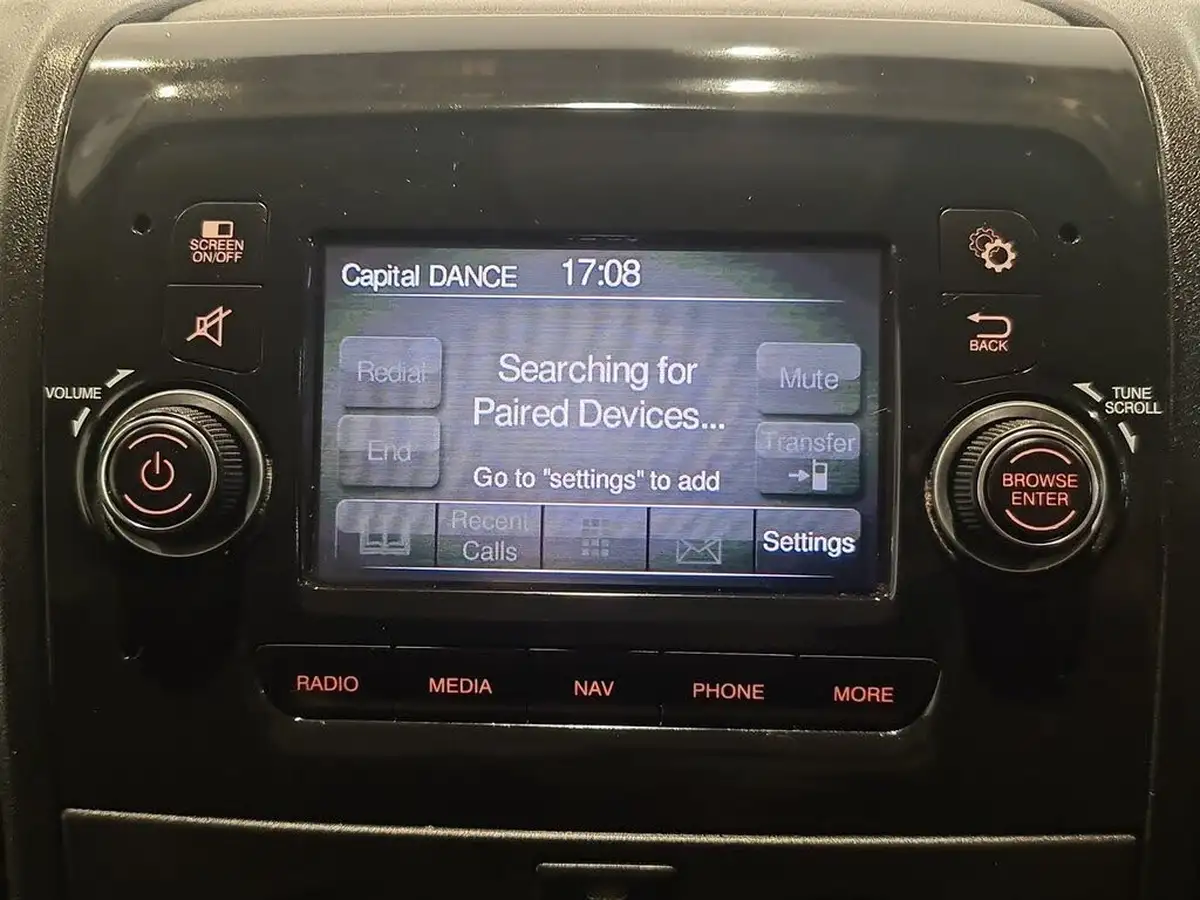 SCREEN
ON/OFF
VOLUME
Capital DANCE 17:08
Redial
End
Searching for
Paired Devices...
Go to "settings" to add
Mute
Transfer
Recent
Calls
Settings
BACK
TUNE
SCROLL
BROWSE
ENTER
RADIO MEDIA NAV PHONE MORE